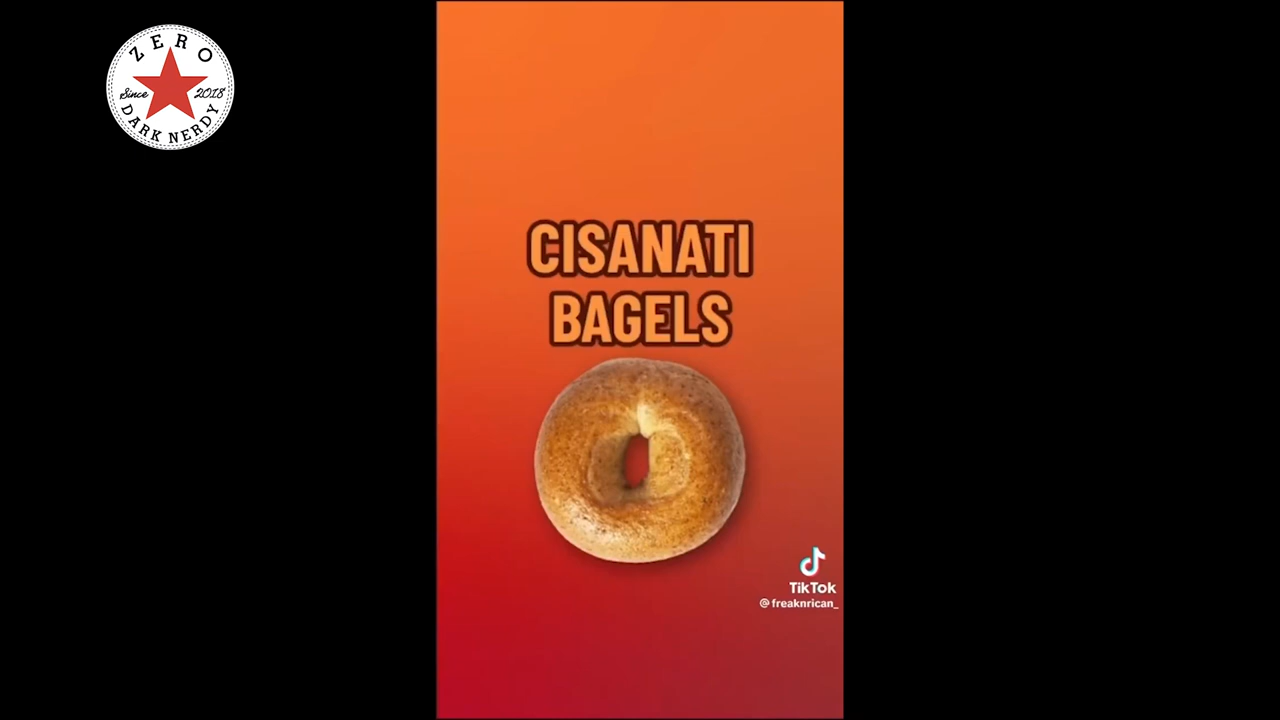 ZERO
Since 2018
DARK NERDY
CISANATI
BAGELS
TikTok
@freaknrican_